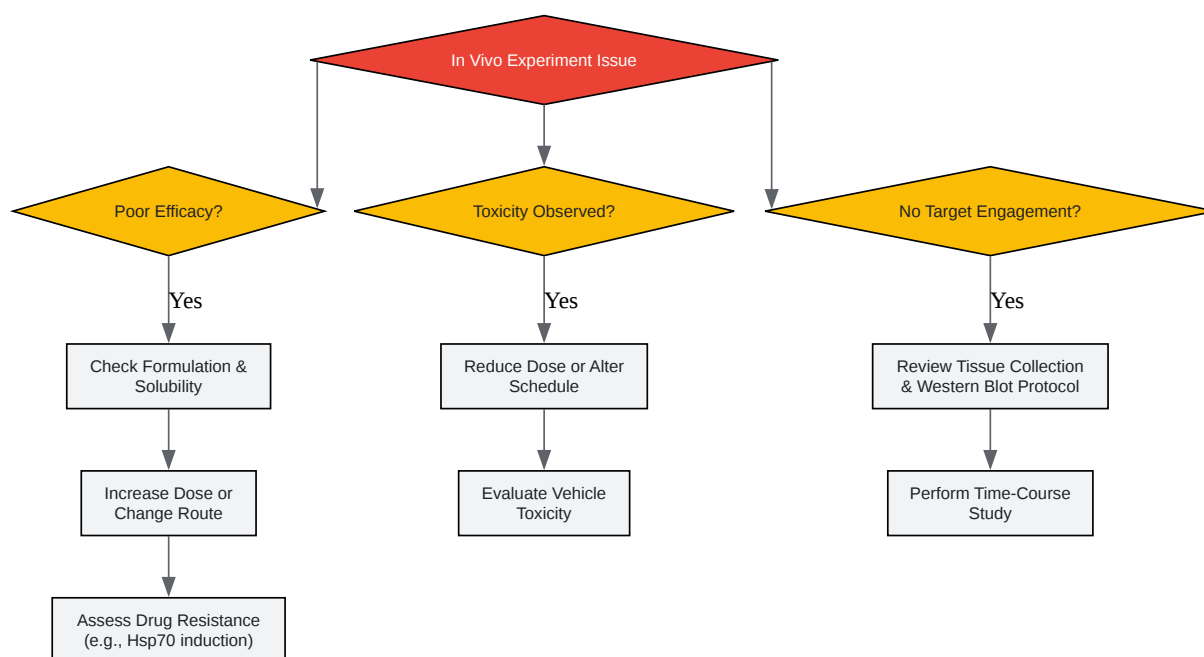 In Vivo Experiment Issue
Poor Efficacy?
Toxicity Observed?
No Target Engagement?
Yes
Yes
Yes
Check Formulation &
Solubility
Reduce Dose or Alter
Schedule
Review Tissue Collection
& Western Blot Protocol
Increase Dose or
Change Route
Evaluate Vehicle
Toxicity
Perform Time-Course
Study
Assess Drug Resistance
(e.g., Hsp70 induction)